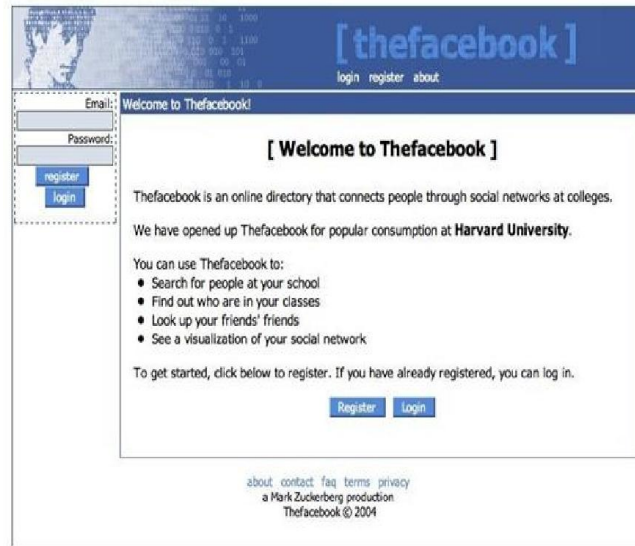 [ thefacebook ]
login register about
Email:
Password:
register
login
Welcome to Thefacebook!
[ Welcome to Thefacebook ]
Thefacebook is an online directory that connects people through social networks at colleges.
We have opened up Thefacebook for popular consumption at Harvard University.
You can use Thefacebook to:
• Search for people at your school
• Find out who are in your classes
• Look up your friends' friends
• See a visualization of your social network
To get started, click below to register. If you have already registered, you can log in.
Register Login
about contact faq terms privacy
a Mark Zuckerberg production
Thefacebook © 2004